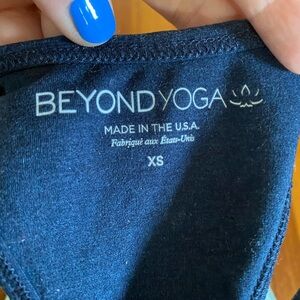 BEYOND YOGA
MADE IN THE U.S.A.
Fabriqué aux États-Unis
XS